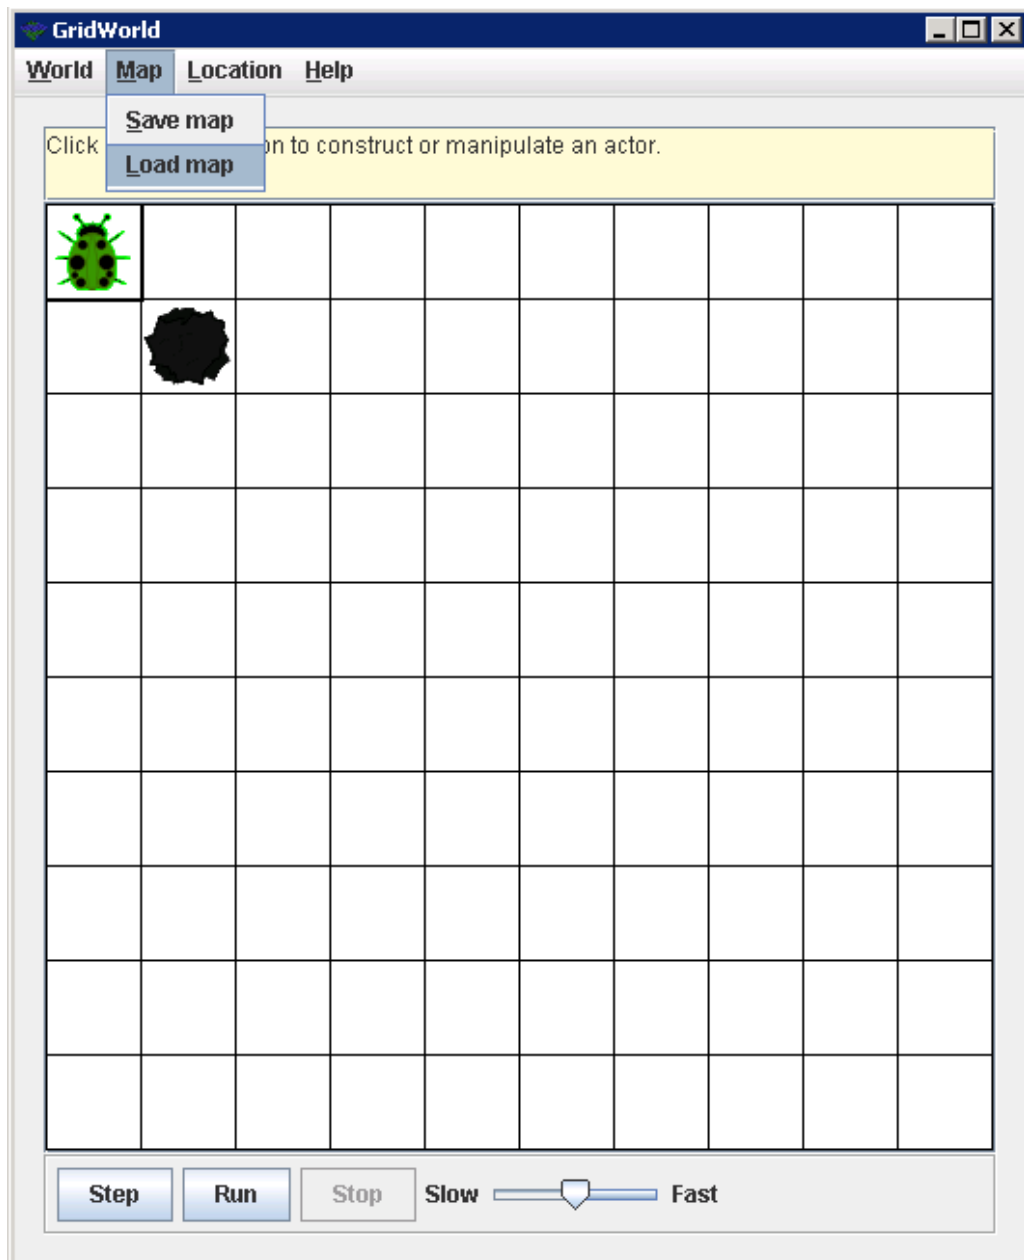 GridWorld
World Map Location Help
Save map
Click on to construct or manipulate an actor.
Load map
Step Run Stop Slow Fast